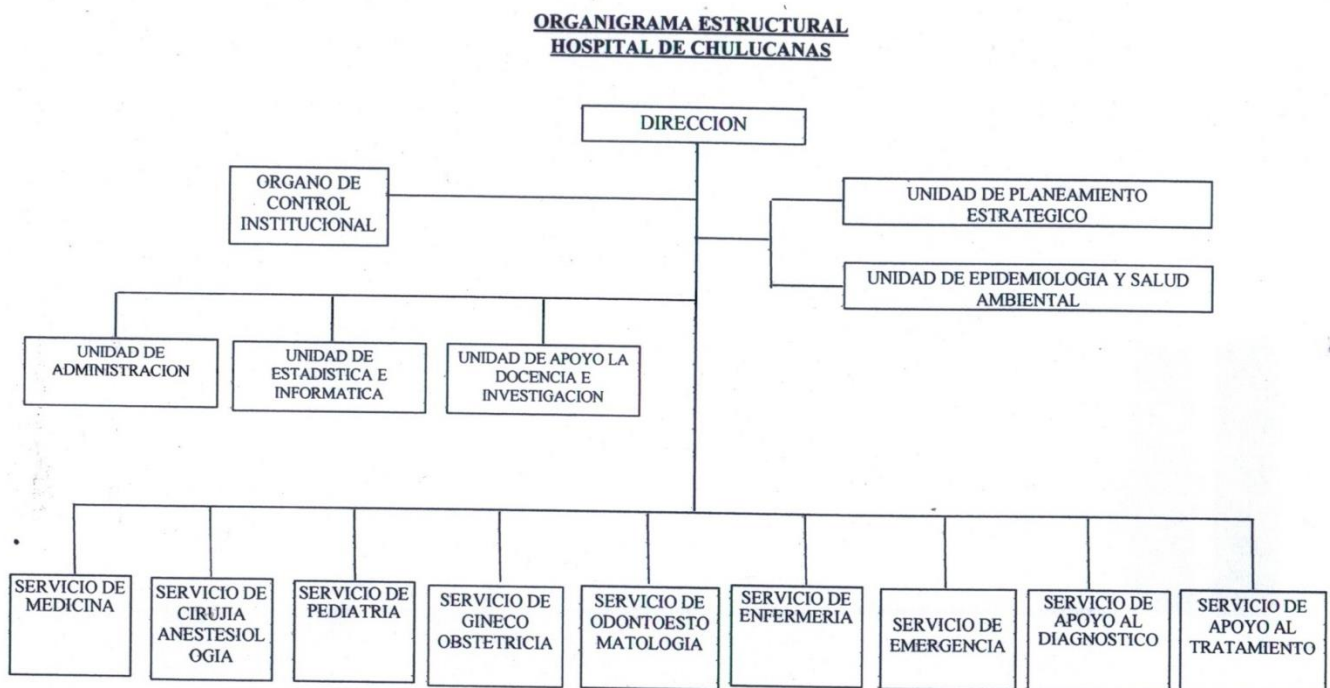 ORGANIGRAMA ESTRUCTURAL
HOSPITAL DE CHULUCANAS
DIRECCION
ORGANO DE
CONTROL
INSTITUCIONAL
UNIDAD DE PLANEAMIENTO
ESTRATEGICO
UNIDAD DE EPIDEMIOLOGIA Y SALUD
AMBIENTAL
UNIDAD DE
ADMINISTRACION
UNIDAD DE
ESTADISTICA E
INFORMATICA
UNIDAD DE APOYO LA
DOCENCIA E
INVESTIGACION
SERVICIO DE
MEDICINA
SERVICIO DE
CIRUJIA
ANESTESIOL
OGIA
SERVICIO DE
PEDIATRIA
SERVICIO DE
GINECO
OBSTETRICIA
SERVICIO DE
ODONTOESTO
MATOLOGIA
SERVICIO DE
ENFERMERIA
SERVICIO DE
EMERGENCIA
SERVICIO DE
APOYO AL
DIAGNOSTICO
SERVICIO DE
APOYO AL
TRATAMIENTO